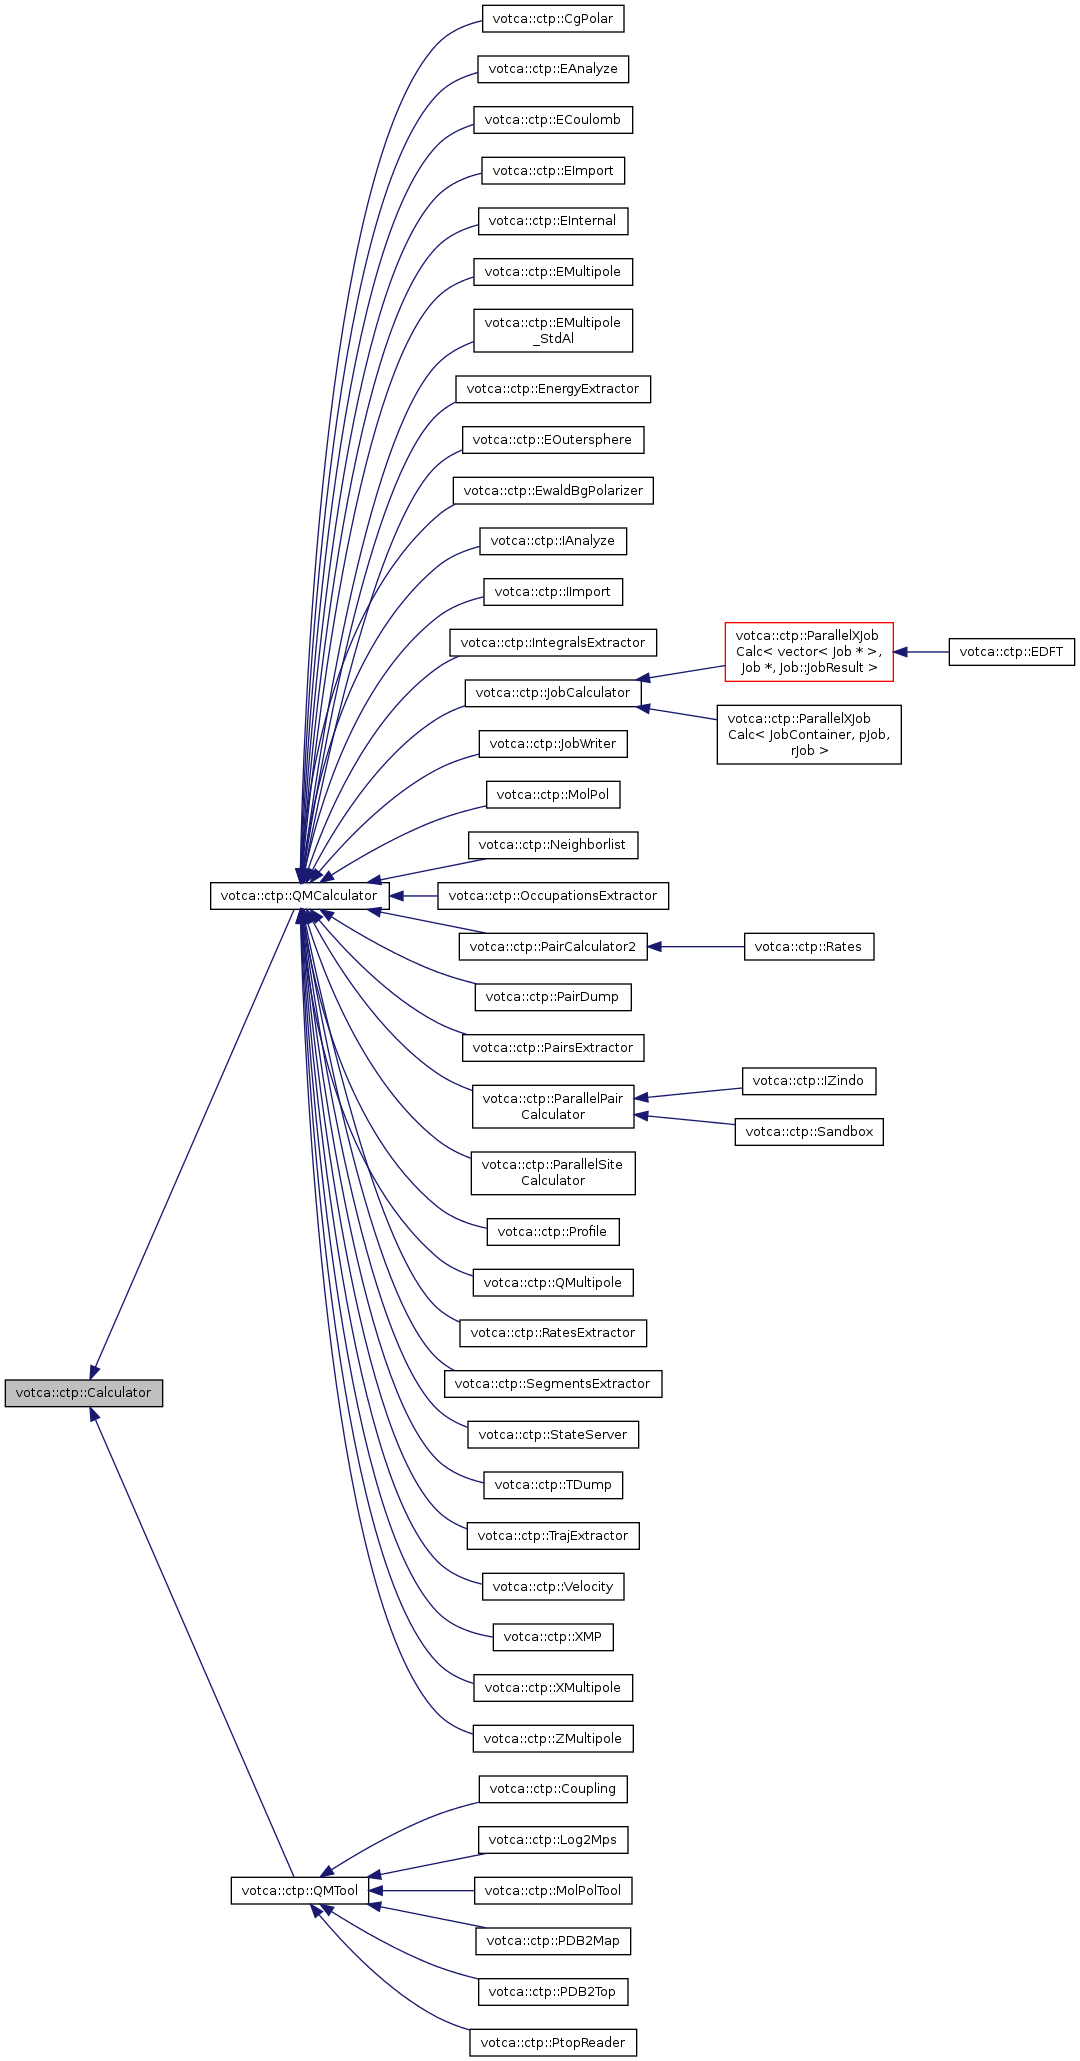 votca::ctp::CgPolar
votca::ctp::EAnalyze
votca::ctp::ECoulomb
votca::ctp::EImport
votca::ctp::EInternal
votca::ctp::EMultipole
votca::ctp::EMultipole
_StdAl
votca::ctp::EnergyExtractor
votca::ctp::EOutersphere
votca::ctp::EwaldBgPolarizer
votca::ctp::IAnalyze
votca::ctp::IImport
votca::ctp::IntegralsExtractor
votca::ctp::JobCalculator
votca::ctp::ParallelXJob
Calc< vector< Job * >,
Job *, Job::JobResult >
votca::ctp::EDFT
votca::ctp::ParallelXJob
Calc< JobContainer, pJob,
rJob >
votca::ctp::JobWriter
votca::ctp::MolPol
votca::ctp::Neighborlist
votca::ctp::QMCalculator
votca::ctp::OccupationsExtractor
votca::ctp::PairCalculator2
votca::ctp::Rates
votca::ctp::PairDump
votca::ctp::PairsExtractor
votca::ctp::ParallelPair
Calculator
votca::ctp::IZindo
votca::ctp::Sandbox
votca::ctp::ParallelSite
Calculator
votca::ctp::Profile
votca::ctp::QMultipole
votca::ctp::RatesExtractor
votca::ctp::SegmentsExtractor
votca::ctp::Calculator
votca::ctp::StateServer
votca::ctp::TDump
votca::ctp::TrajExtractor
votca::ctp::Velocity
votca::ctp::XMP
votca::ctp::XMultipole
votca::ctp::ZMultipole
votca::ctp::Coupling
votca::ctp::Log2Mps
votca::ctp::QMTool
votca::ctp::MolPolTool
votca::ctp::PDB2Map
votca::ctp::PDB2Top
votca::ctp::PtopReader